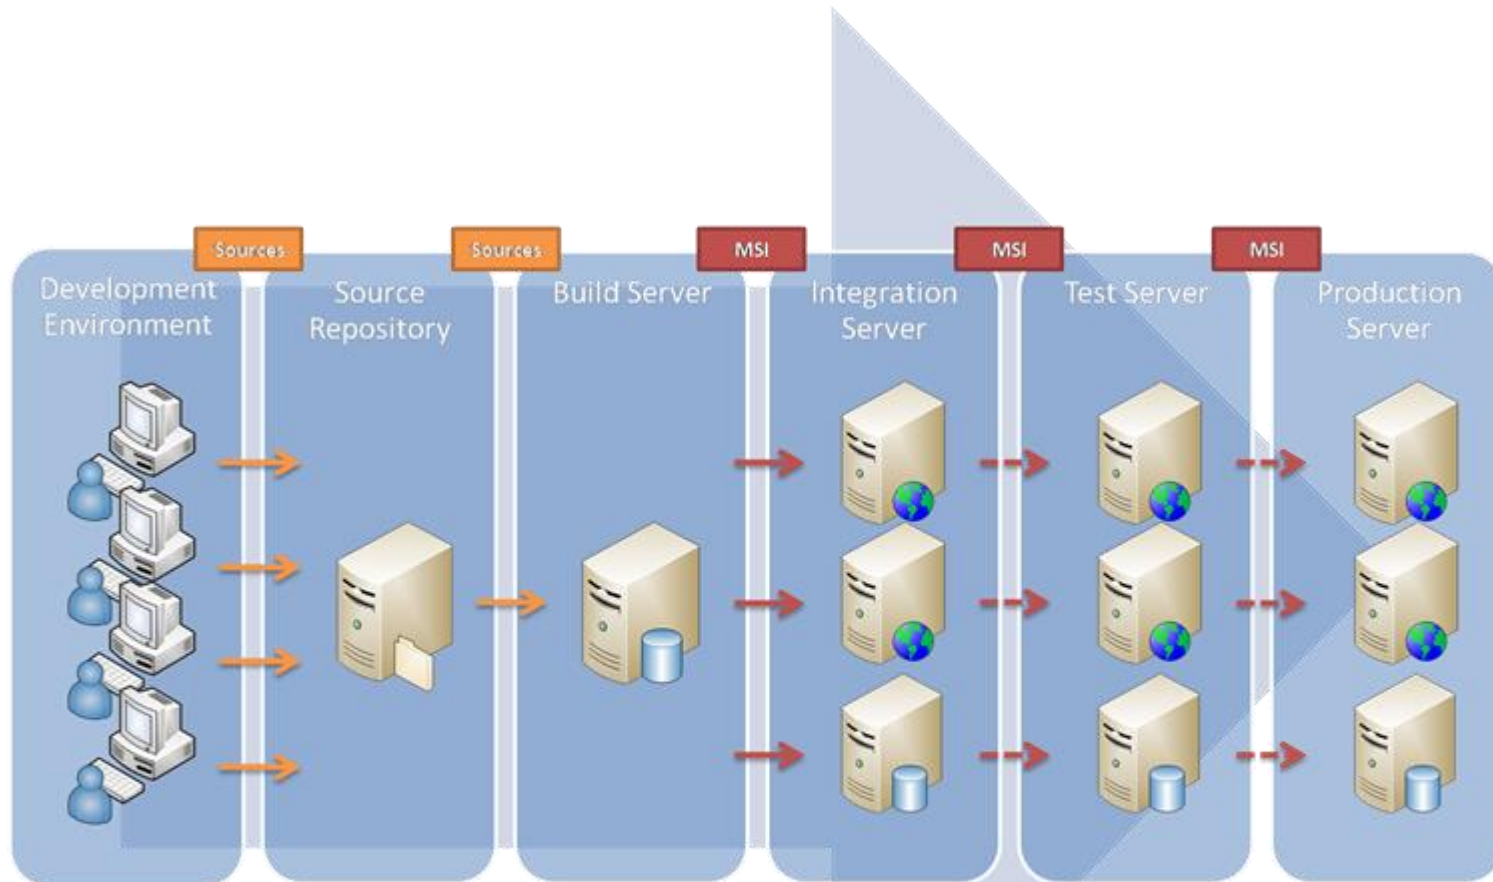 Sources
Sources
MSI
MSI
MSI
Development
Environment
Source
Repository
Build Server
Integration
Server
Test Server
Production
Server